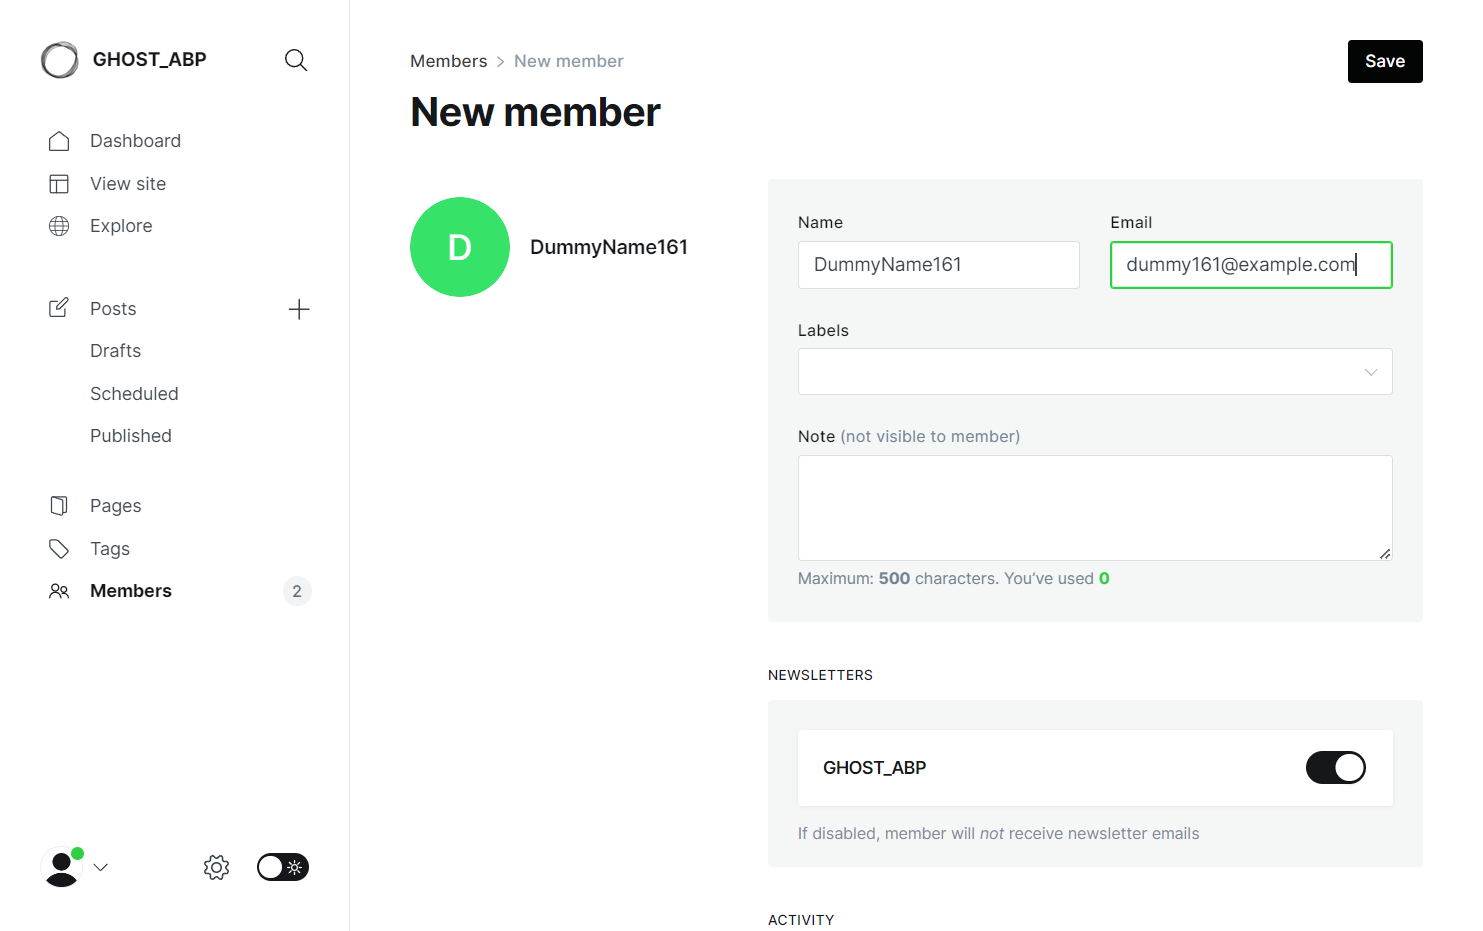 GHOST_ABP
Dashboard
View site
Explore
Posts
Drafts
Scheduled
Published
Pages
Tags
Members
2
Members > New member
Save
New member
D
DummyName161
Name
Email
DummyName161
dummy161@example.com
Labels
Note (not visible to member)
Maximum: 500 characters. You've used 0
NEWSLETTERS
GHOST_ABP
If disabled, member will not receive newsletter emails
ACTIVITY